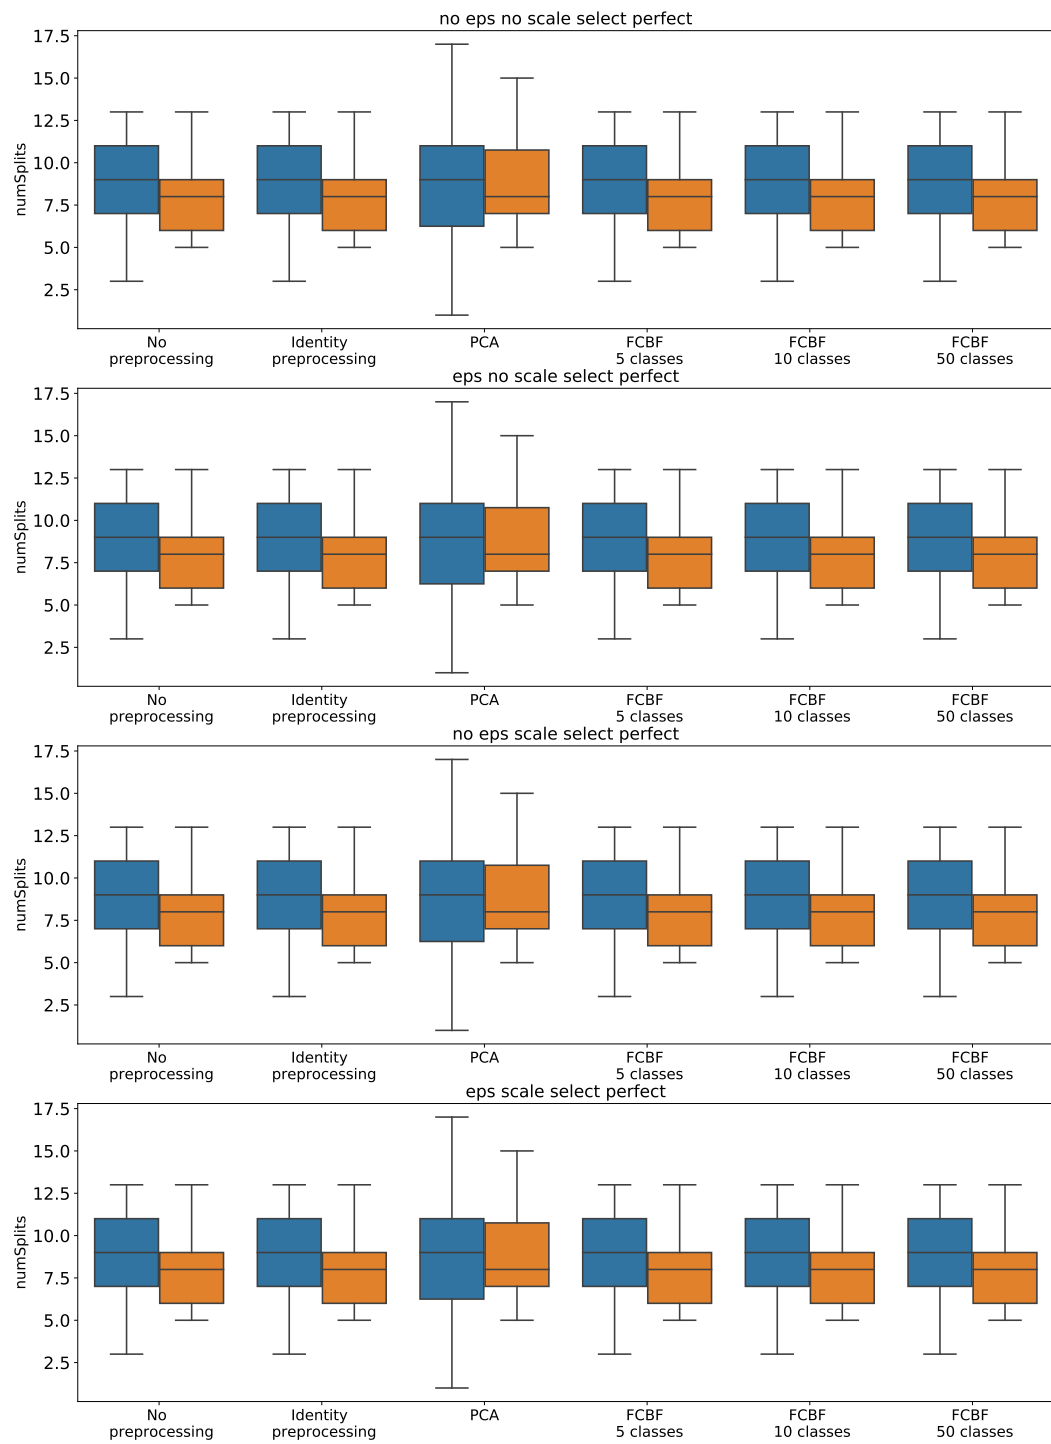 no eps no scale select perfect
17.5
15.0
12.5
10.0
7.5
5.0
2.5
numSplits
No preprocessing
Identity preprocessing
PCA
FCBF 5 classes
FCBF 10 classes
FCBF 50 classes
eps no scale select perfect
17.5
15.0
12.5
10.0
7.5
5.0
2.5
numSplits
No preprocessing
Identity preprocessing
PCA
FCBF 5 classes
FCBF 10 classes
FCBF 50 classes
no eps scale select perfect
17.5
15.0
12.5
10.0
7.5
5.0
2.5
numSplits
No preprocessing
Identity preprocessing
PCA
FCBF 5 classes
FCBF 10 classes
FCBF 50 classes
eps scale select perfect
17.5
15.0
12.5
10.0
7.5
5.0
2.5
numSplits
No preprocessing
Identity preprocessing
PCA
FCBF 5 classes
FCBF 10 classes
FCBF 50 classes